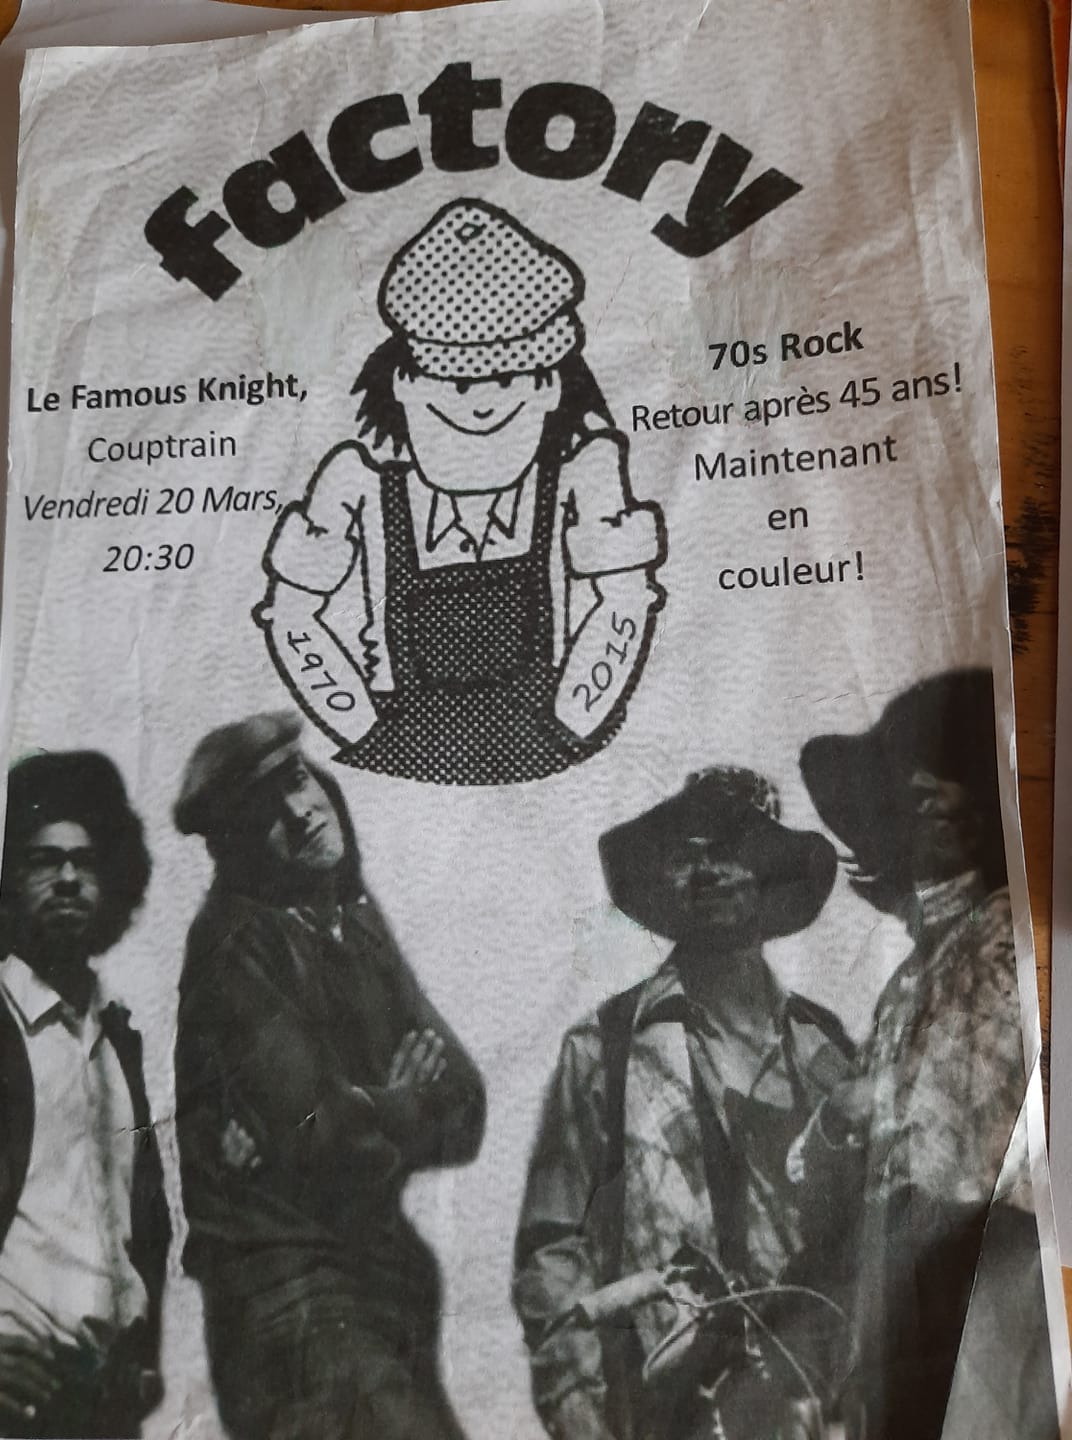 Factory
Le Famous Knight,
Couptrain
Vendredi 20 Mars,
20:30
70s Rock
Retour après 45 ans!
Maintenant
en
couleur!
1970
2015